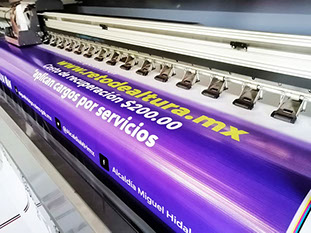 www.retodealtura.mx
Costo de recuperación $200.00
aplican cargos por servicios
Alcaldía Miguel Hidal